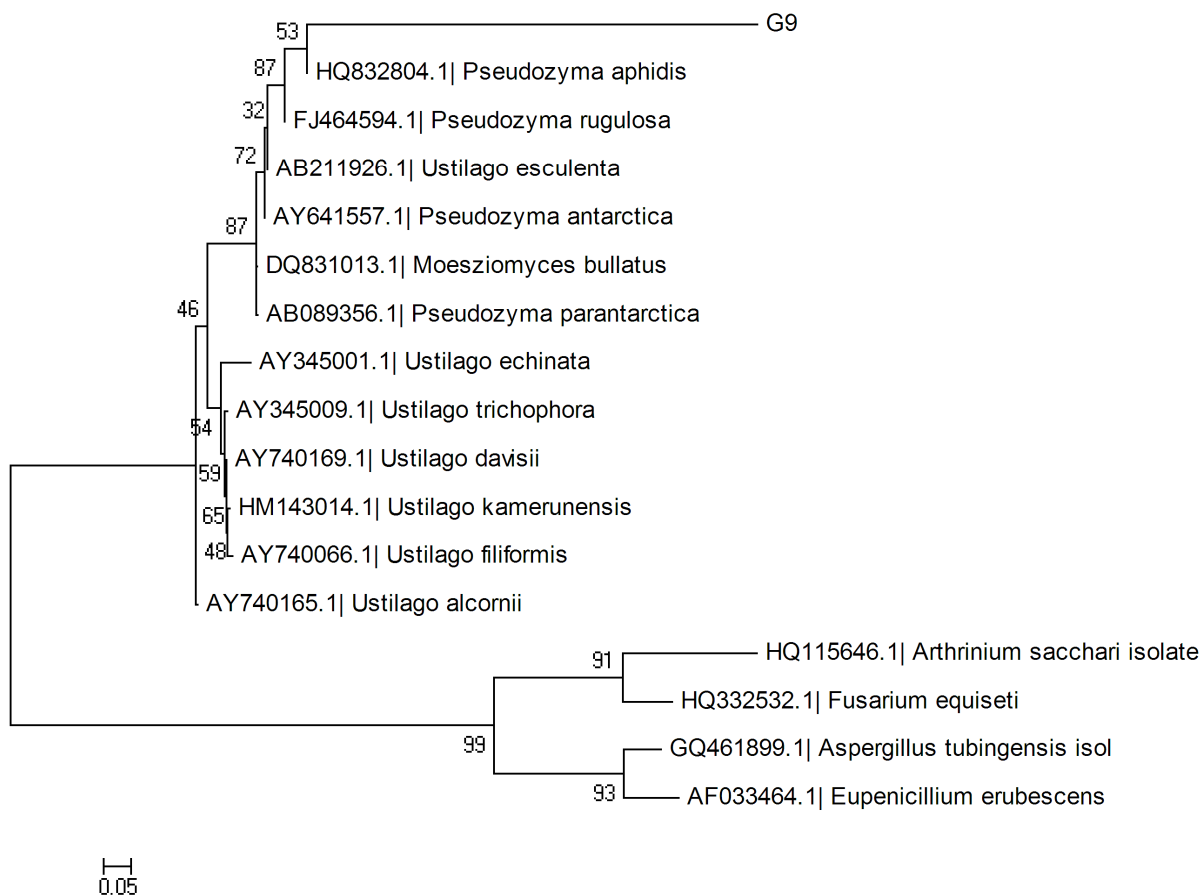 G9
53
HQ832804.1| Pseudozyma aphidis
87
FJ464594.1| Pseudozyma rugulosa
32
AB211926.1| Ustilago esculenta
72
AY641557.1| Pseudozyma antarctica
87
DQ831013.1| Moesziomyces bullatus
AB089356.1| Pseudozyma parantarctica
46
AY345001.1| Ustilago echinata
AY345009.1| Ustilago trichophora
54
AY740169.1| Ustilago davisii
59
HM143014.1| Ustilago kamerunensis
65
AY740066.1| Ustilago filiformis
48
AY740165.1| Ustilago alcornii
HQ115646.1| Arthrinium sacchari isolate
91
HQ332532.1| Fusarium equiseti
99
GQ461899.1| Aspergillus tubingensis isol
93
AF033464.1| Eupenicillium erubescens
0.05